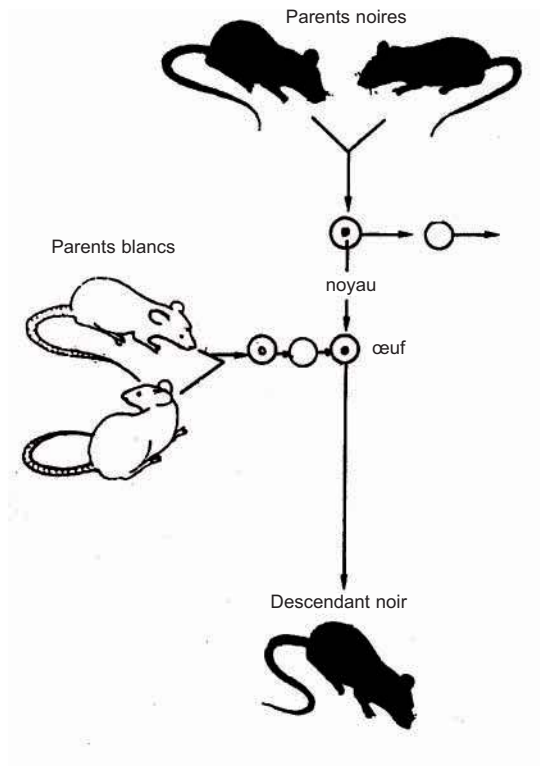 Parents noires
Parents blancs
noyau
œuf
Descendant noir